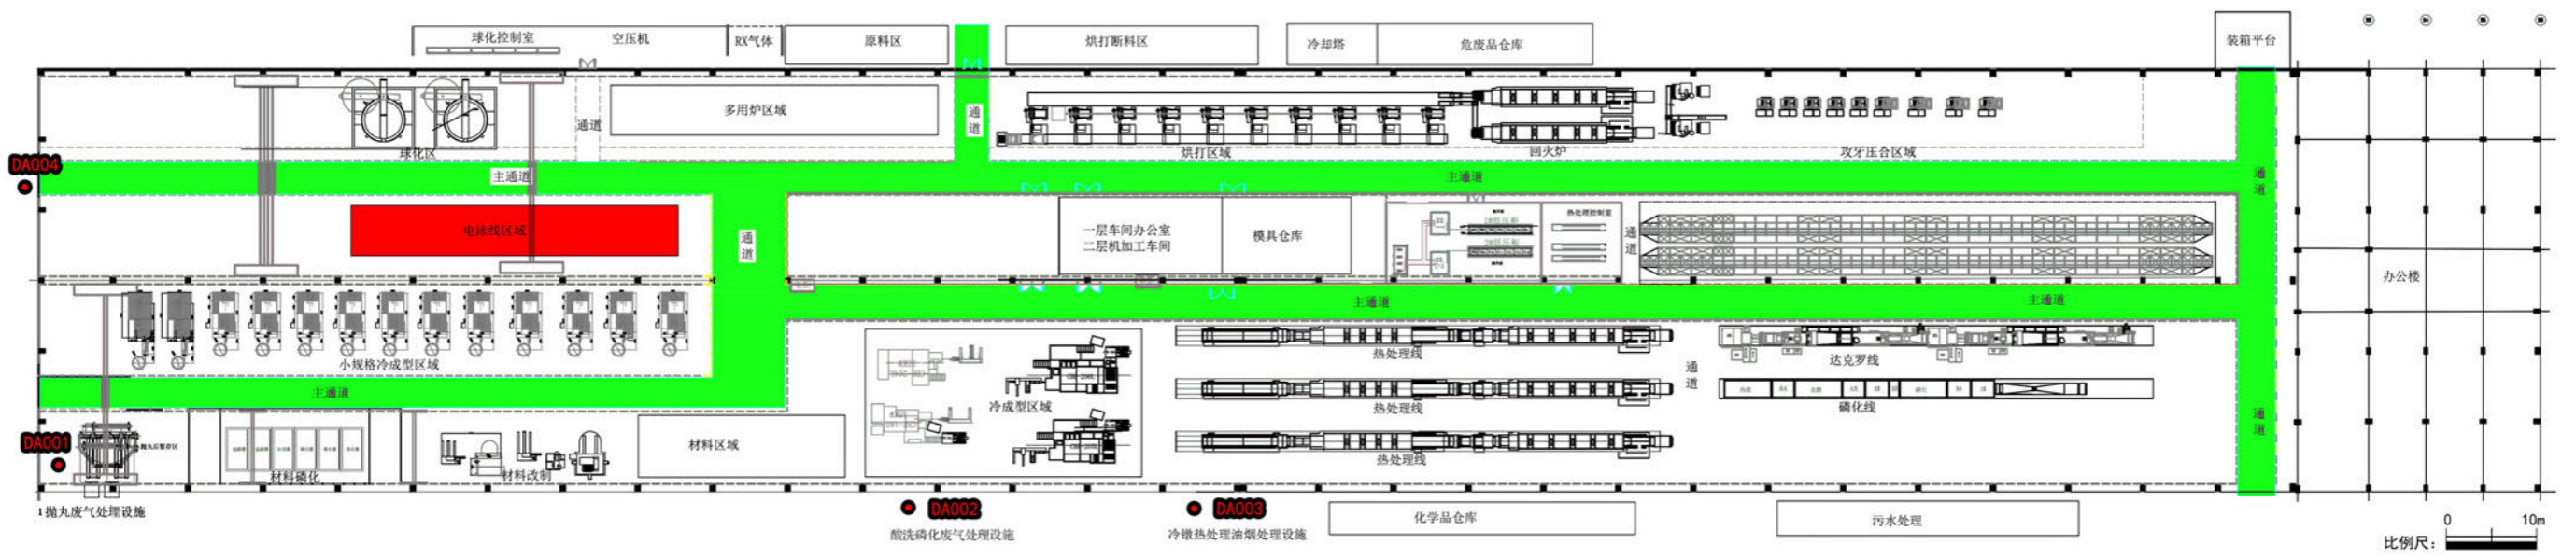 球化控制室
空压机
RX气体
原料区
烘打断料区
冷却塔
危废品仓库
装箱平台
多用炉区域
通道
通道
球化区
烘打区域
回火炉
攻牙压合区域
DA004
主通道
主通道
通道
电泳线区域
通道
一层车间办公室
二层机加工车间
模具仓库
1#低压柜
2#低压柜
热处理控制室
通道
办公楼
主通道
主通道
小规格冷成型区域
主通道
冷成型区域
热处理线
热处理线
热处理线
通道
达克罗线
磷化线
通道
DA001
抛丸后暂存区
材料磷化
材料改制
材料区域
1抛丸废气处理设施
DA002
酸洗磷化废气处理设施
DA003
冷镦热处理油烟处理设施
化学品仓库
污水处理
0 10m
比例尺: